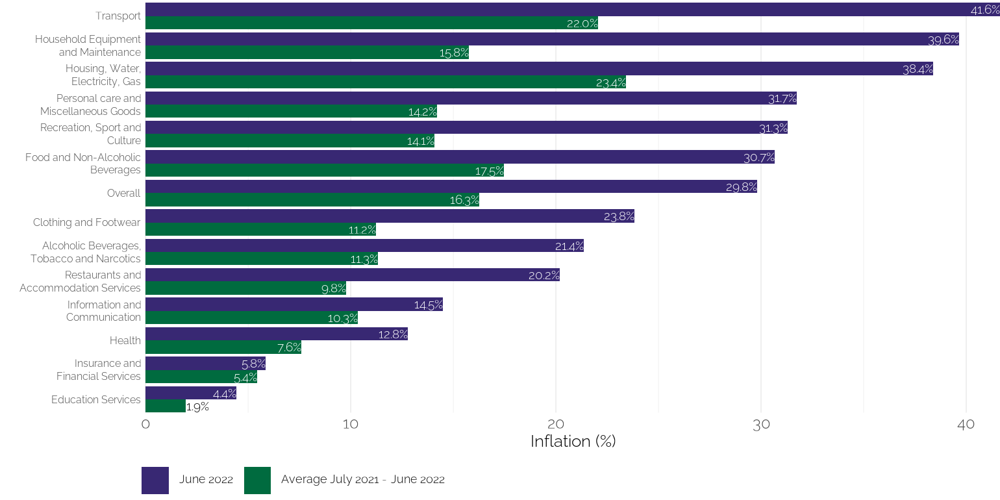 Transport
41.6%
22.0%
Household Equipment
and Maintenance
39.6%
15.8%
Housing, Water,
Electricity, Gas
38.4%
23.4%
Personal care and
Miscellaneous Goods
31.7%
14.2%
Recreation, Sport and
Culture
31.3%
14.1%
Food and Non-Alcoholic
Beverages
30.7%
17.5%
Overall
29.8%
16.3%
Clothing and Footwear
23.8%
11.2%
Alcoholic Beverages,
Tobacco and Narcotics
21.4%
11.3%
Restaurants and
Accommodation Services
20.2%
9.8%
Information and
Communication
14.5%
10.3%
Health
12.8%
7.6%
Insurance and
Financial Services
5.8%
5.4%
Education Services
4.4%
1.9%
0 10 20 30 40
Inflation (%)
June 2022 Average July 2021 - June 2022